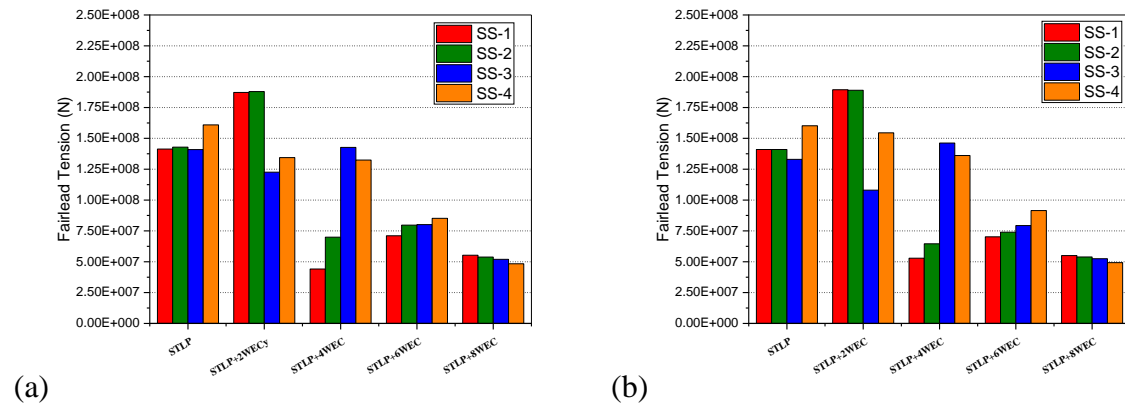 2.50E+008
2.25E+008
2.00E+008
1.75E+008
1.50E+008
1.25E+008
1.00E+008
7.50E+007
5.00E+007
2.50E+007
0.00E+000
Fairlead Tension (N)
SS-1
SS-2
SS-3
SS-4
STLP
STLP+2WECy
STLP+4WEC
STLP+6WEC
STLP+8WEC
(a)
2.50E+008
2.25E+008
2.00E+008
1.75E+008
1.50E+008
1.25E+008
1.00E+008
7.50E+007
5.00E+007
2.50E+007
0.00E+000
Fairlead Tension (N)
SS-1
SS-2
SS-3
SS-4
STLP
STLP+2WEC
STLP+4WEC
STLP+6WEC
STLP+8WEC
(b)